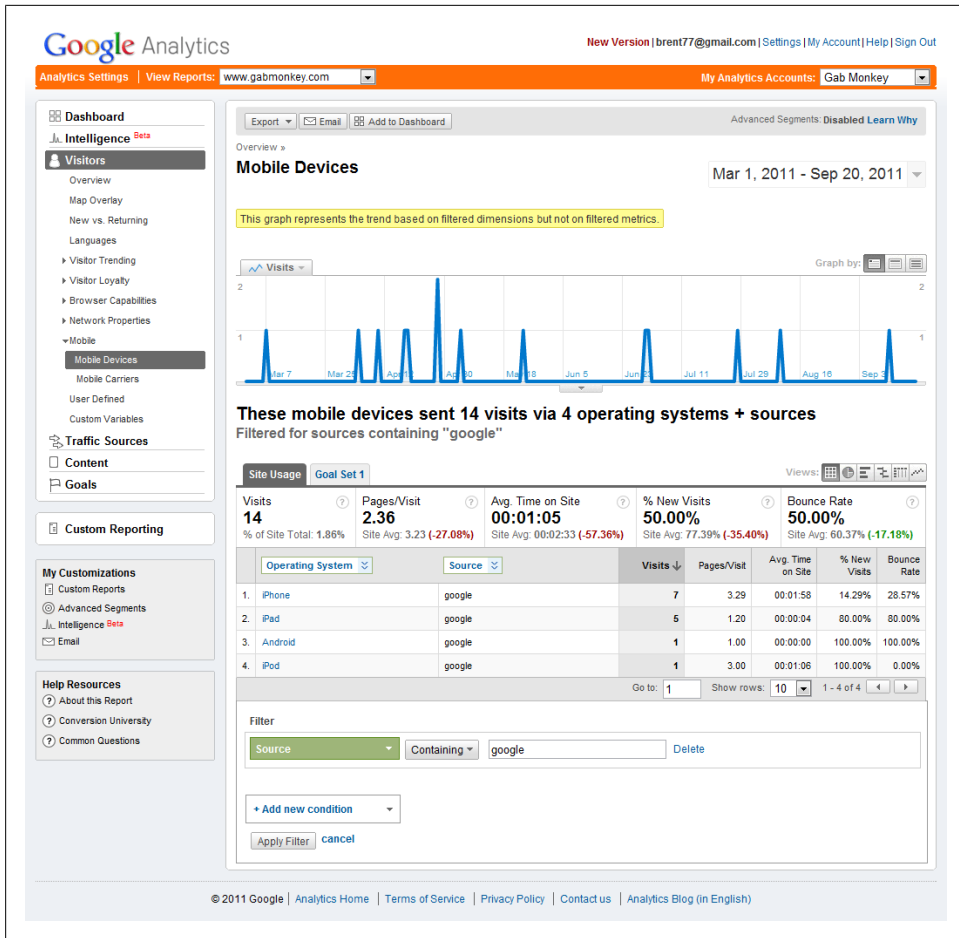 Google Analytics
New Version | brent77@gmail.com | Settings | My Account | Help | Sign Out
Analytics Settings | View Reports: www.gabmonkey.com My Analytics Accounts: Gab Monkey
Dashboard
Intelligence Beta
Visitors
Overview
Map Overlay
New vs. Returning
Languages
Visitor Trending
Visitor Loyalty
Browser Capabilities
Network Properties
Mobile
Mobile Devices
Mobile Carriers
User Defined
Custom Variables
Traffic Sources
Content
Goals
Custom Reporting
My Customizations
Custom Reports
Advanced Segments
Intelligence Beta
Email
Help Resources
About this Report
Conversion University
Common Questions
Export Email Add to Dashboard Advanced Segments: Disabled Learn Why
Overview »
Mobile Devices
Mar 1, 2011 - Sep 20, 2011
This graph represents the trend based on filtered dimensions but not on filtered metrics.
Visits Graph by:
2 2
1 1
Mar 7 Mar 25 Apr 12 Apr 30 May 18 Jun 5 Jun 23 Jul 11 Jul 29 Aug 16 Sep 3
These mobile devices sent 14 visits via 4 operating systems + sources
Filtered for sources containing "google"
Site Usage Goal Set 1 Views:
Visits ? Pages/Visit ? Avg. Time on Site ? % New Visits ? Bounce Rate ?
14 2.36 00:01:05 50.00% 50.00%
% of Site Total: 1.86% Site Avg: 3.23 (-27.08%) Site Avg: 00:02:33 (-57.36%) Site Avg: 77.39% (-35.40%) Site Avg: 60.37% (-17.18%)
Operating System Source Visits Pages/Visit Avg. Time on Site % New Visits Bounce Rate
1. iPhone google 7 3.29 00:01:58 14.29% 28.57%
2. iPad google 5 1.20 00:00:04 80.00% 80.00%
3. Android google 1 1.00 00:00:00 100.00% 100.00%
4. iPod google 1 3.00 00:01:06 100.00% 0.00%
Go to: 1 Show rows: 10 1 - 4 of 4
Filter
Source Containing google Delete
+ Add new condition
Apply Filter cancel
© 2011 Google | Analytics Home | Terms of Service | Privacy Policy | Contact us | Analytics Blog (in English)